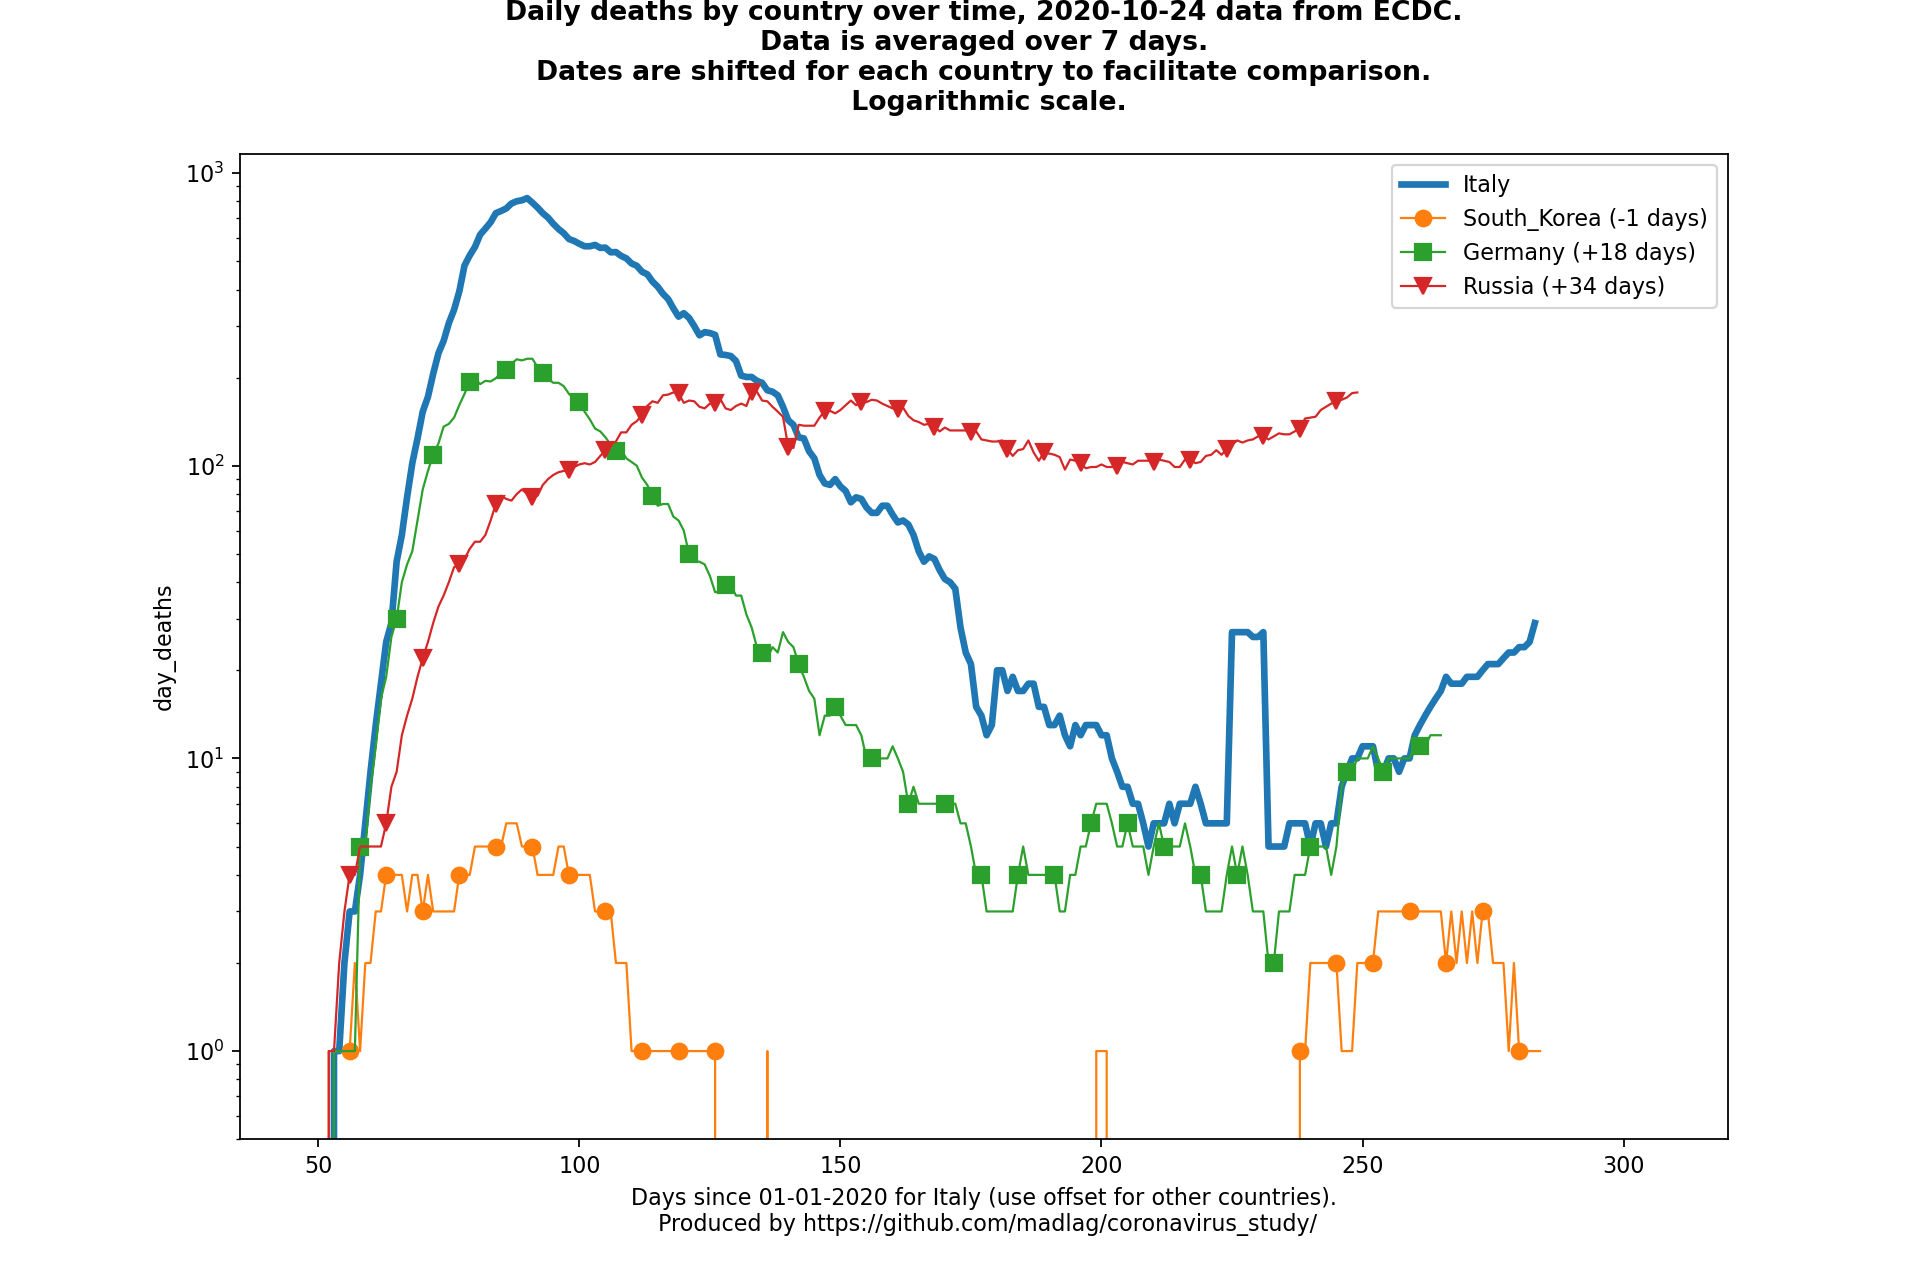 Daily deaths by country over time, 2020-10-24 data from ECDC.
Data is averaged over 7 days.
Dates are shifted for each country to facilitate comparison.
Logarithmic scale.
10³
Italy
South_Korea (-1 days)
Germany (+18 days)
Russia (+34 days)
10²
day_deaths
10¹
10⁰
50 100 150 200 250 300
Days since 01-01-2020 for Italy (use offset for other countries).
Produced by https://github.com/madlag/coronavirus_study/